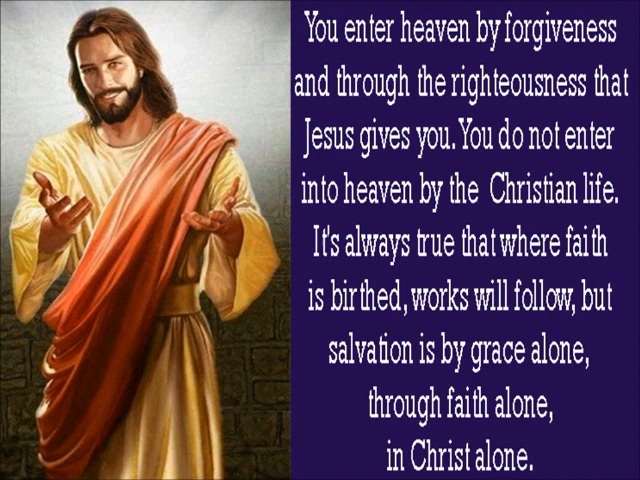 You enter heaven by forgiveness
and through the righteousness that
Jesus gives you. You do not enter
into heaven by the Christian life.
It's always true that where faith
is birthed, works will follow, but
salvation is by grace alone,
through faith alone,
in Christ alone.